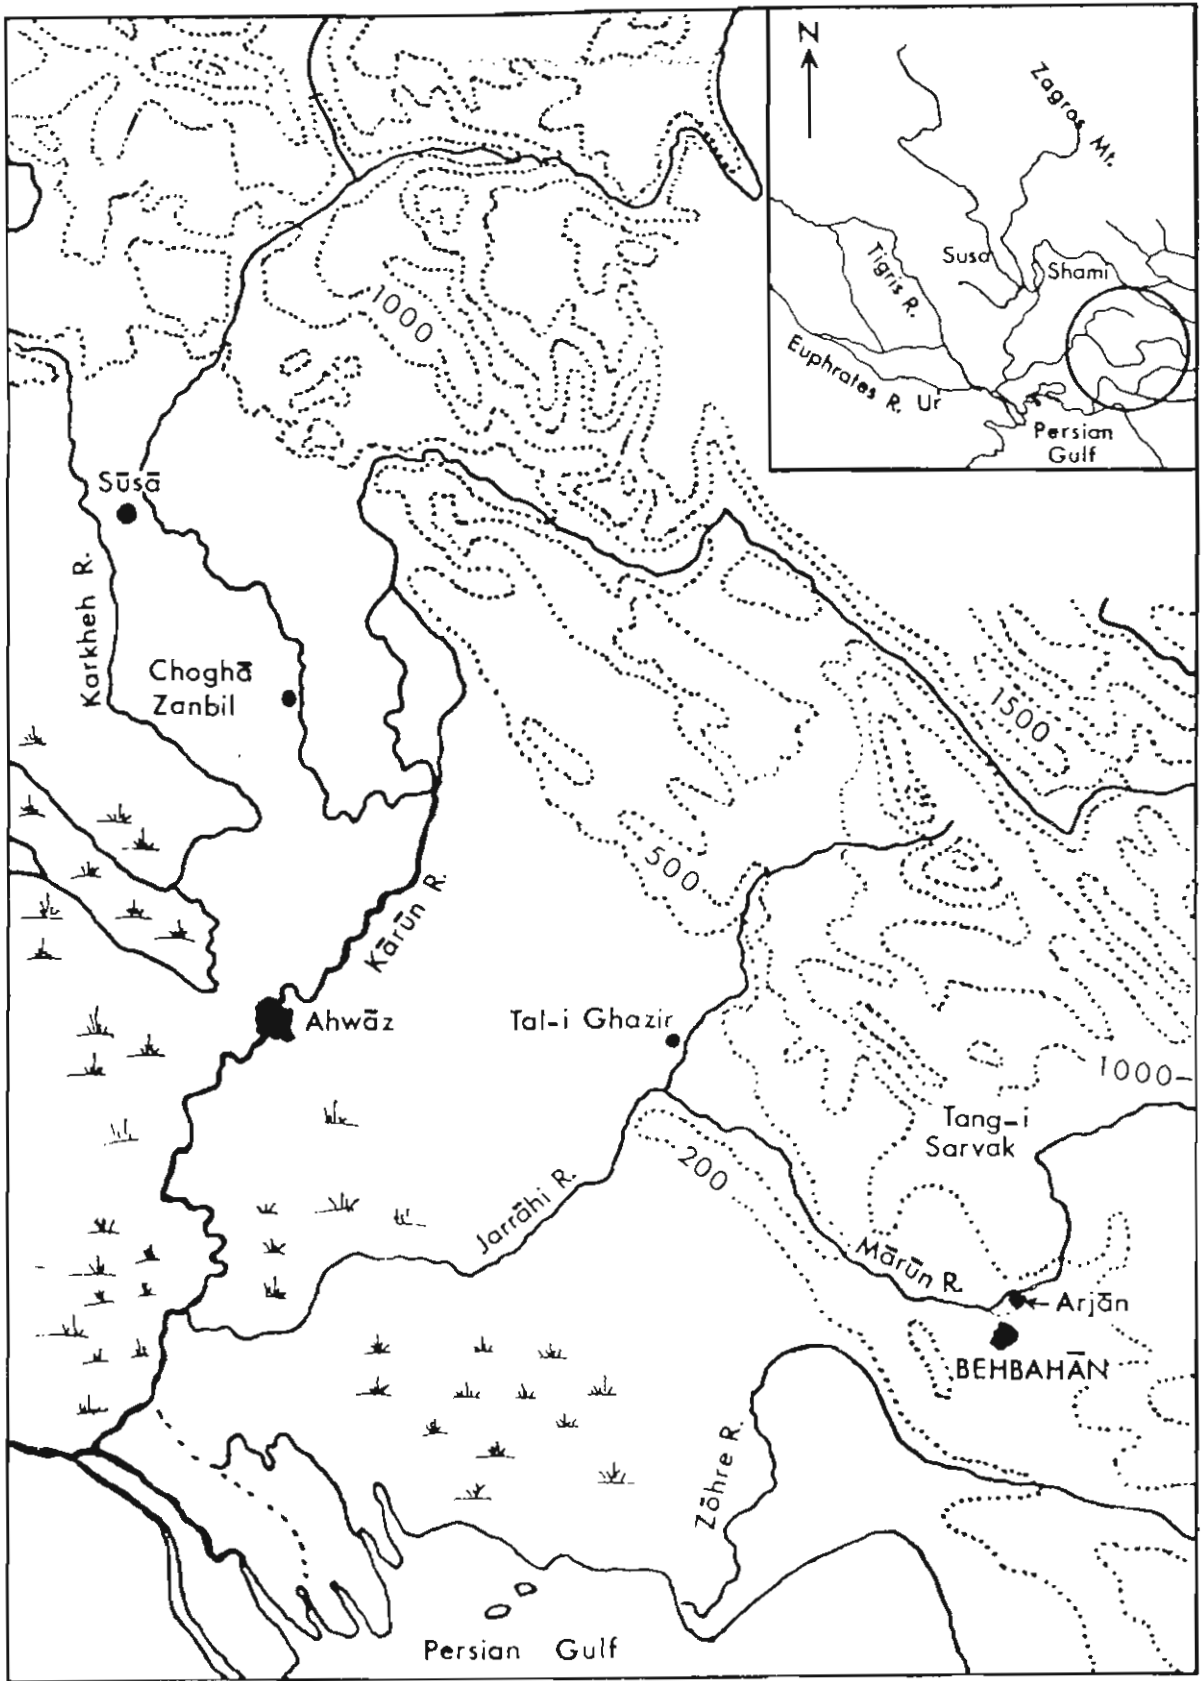 N
Zagros Mt.
Susa
Shami
Tigris R.
Euphrates R. Ur
Persian
Gulf
1000
Sūsā
Karkheh R.
Choghā
Zanbil
1500
500
Kārūn R.
Ahwāz
Tal-i Ghazir
1000
Tang-i
Sarvak
200
Jarrāhi R.
Mārūn R.
Arjān
BEHBAHĀN
Zōhre R.
Persian Gulf